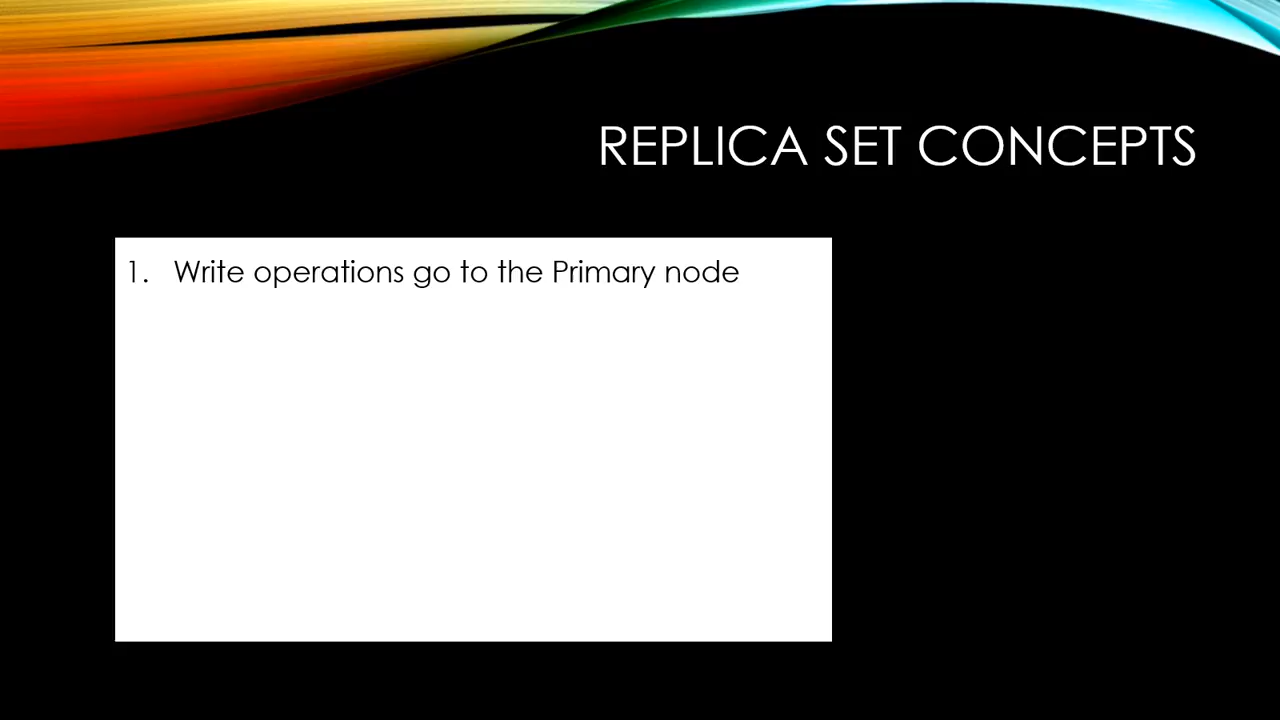 REPLICA SET CONCEPTS
1. Write operations go to the Primary node